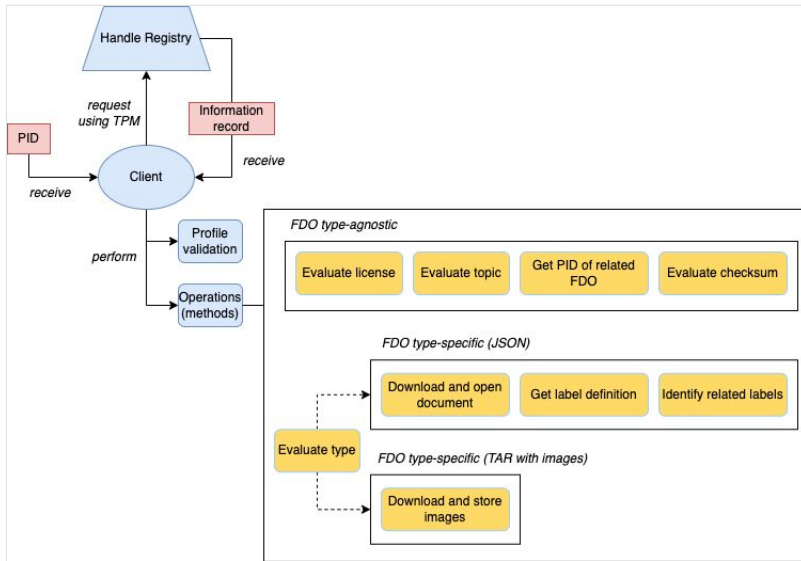 Handle Registry
request
using TPM
Information
record
PID
receive
Client
receive
perform
Profile
validation
Operations
(methods)
FDO type-agnostic
Evaluate license
Evaluate topic
Get PID of related
FDO
Evaluate checksum
FDO type-specific (JSON)
Download and open
document
Get label definition
Identify related labels
Evaluate type
FDO type-specific (TAR with images)
Download and store
images